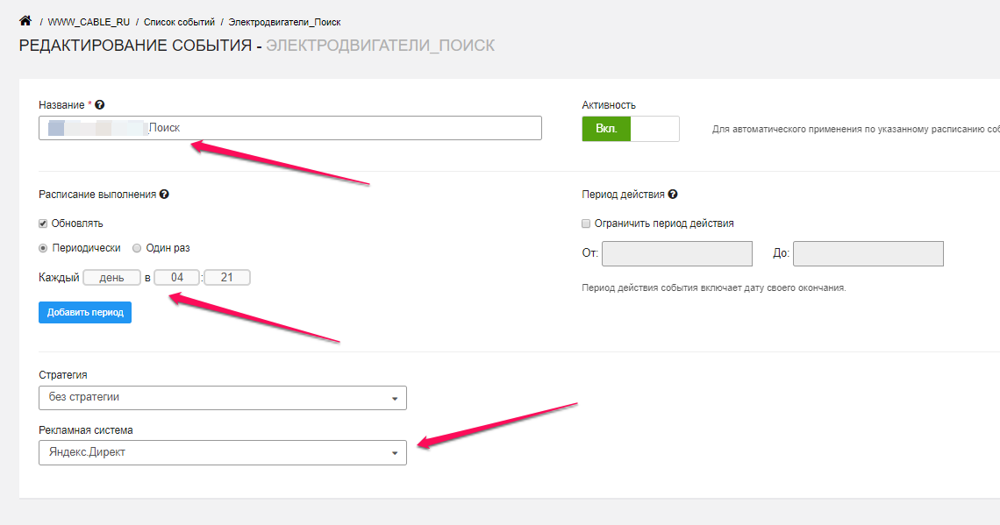 / WWW_CABLE_RU / Список событий / Электродвигатели_Поиск
РЕДАКТИРОВАНИЕ СОБЫТИЯ - ЭЛЕКТРОДВИГАТЕЛИ_ПОИСК
Название * ?
_Поиск
Активность
Вкл.
Для автоматического применения по указанному расписанию
Расписание выполнения ?
Обновлять
Периодически Один раз
Каждый день в 04 : 21
Добавить период
Период действия ?
Ограничить период действия
От: До:
Период действия события включает дату своего окончания.
Стратегия
без стратегии
Рекламная система
Яндекс.Директ